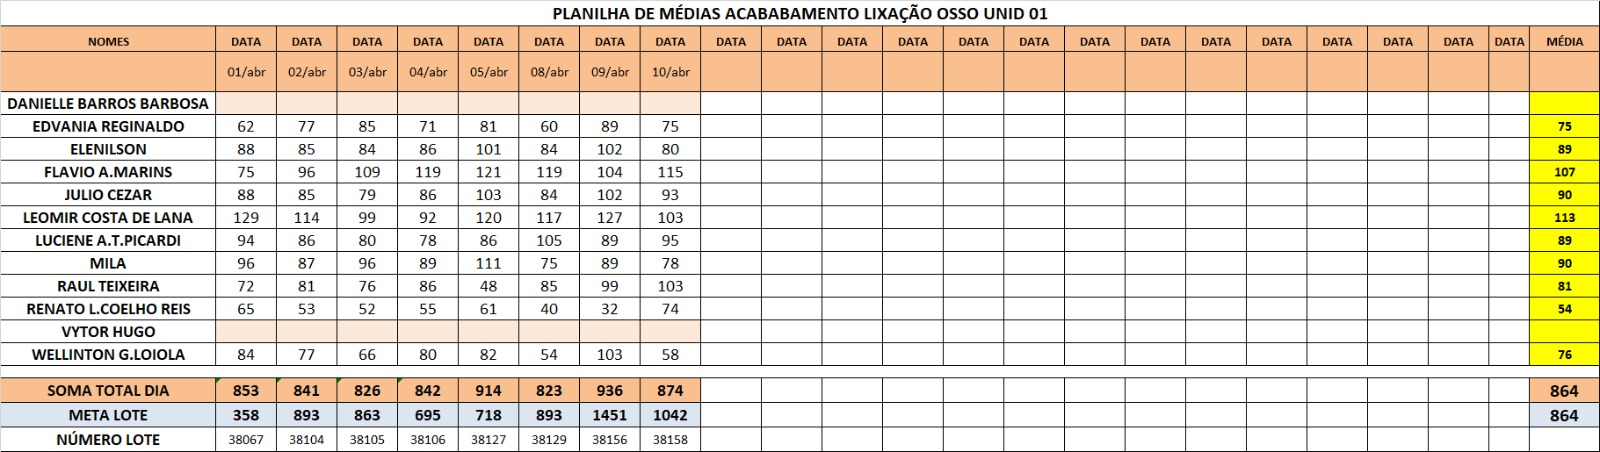 PLANILHA DE MÉDIAS ACABABAMENTO LIXAÇÃO OSSO UNID 01
NOMES DATA DATA DATA DATA DATA DATA DATA DATA DATA DATA DATA DATA DATA DATA DATA DATA DATA DATA DATA DATA DATA DATA MÉDIA
01/abr 02/abr 03/abr 04/abr 05/abr 08/abr 09/abr 10/abr
DANIELLE BARROS BARBOSA
EDVANIA REGINALDO 62 77 85 71 81 60 89 75 75
ELENILSON 88 85 84 86 101 84 102 80 89
FLAVIO A.MARINS 75 96 109 119 121 119 104 115 107
JULIO CEZAR 88 85 79 86 103 84 102 93 90
LEOMIR COSTA DE LANA 129 114 99 92 120 117 127 103 113
LUCIENE A.T.PICARDI 94 86 80 78 86 105 89 95 89
MILA 96 87 96 89 111 75 89 78 90
RAUL TEIXEIRA 72 81 76 86 48 85 99 103 81
RENATO L.COELHO REIS 65 53 52 55 61 40 32 74 54
VYTOR HUGO
WELLINTON G.LOIOLA 84 77 66 80 82 54 103 58 76
SOMA TOTAL DIA 853 841 826 842 914 823 936 874 864
META LOTE 358 893 863 695 718 893 1451 1042 864
NÚMERO LOTE 38067 38104 38105 38106 38127 38129 38156 38158